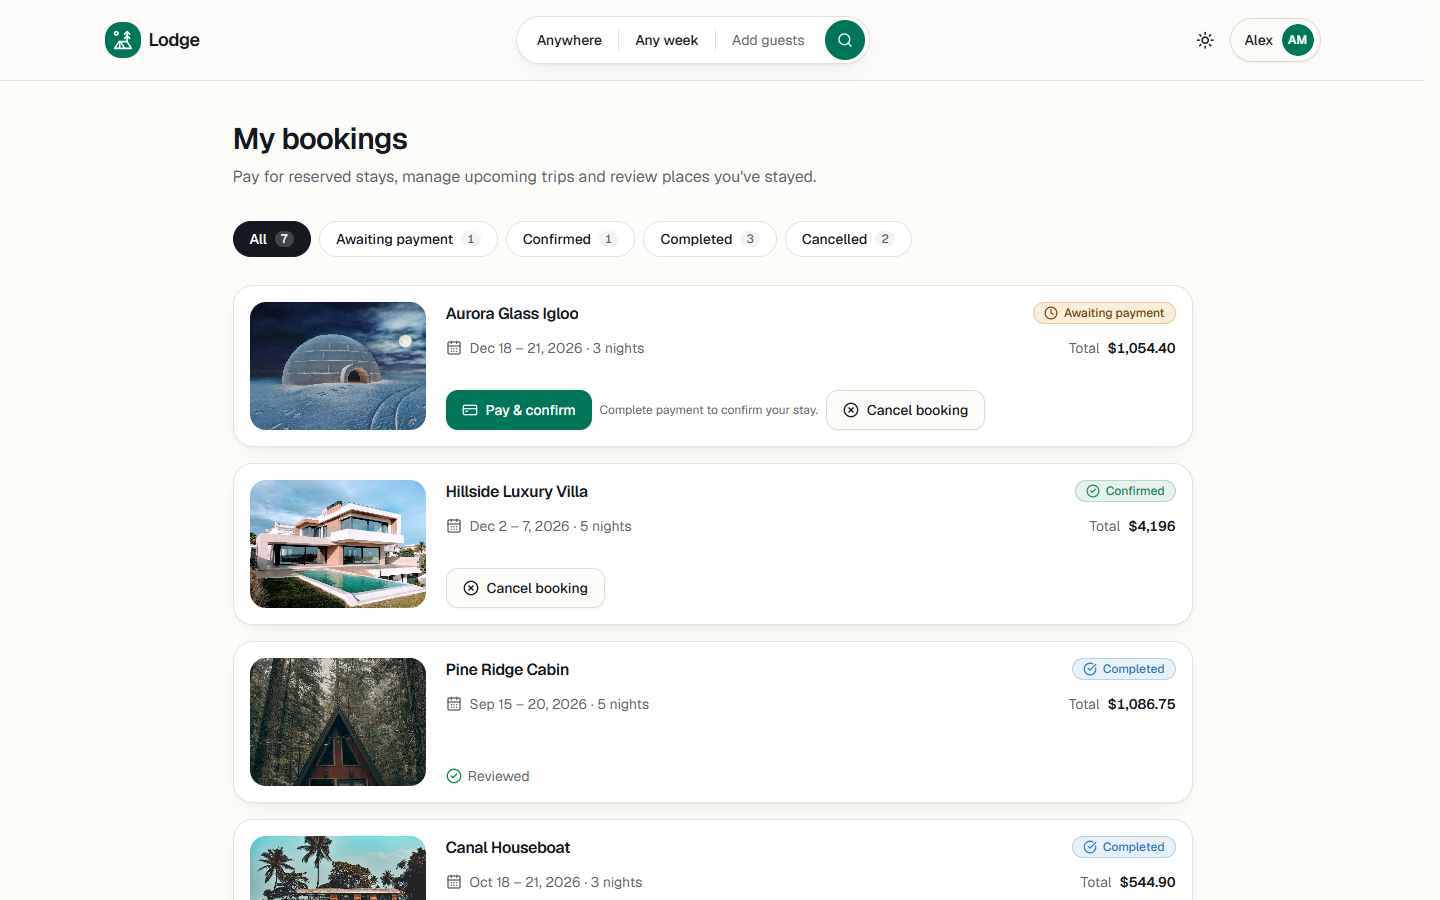 Lodge
Anywhere
Any week
Add guests
Alex
AM
My bookings
Pay for reserved stays, manage upcoming trips and review places you've stayed.
All 7
Awaiting payment 1
Confirmed 1
Completed 3
Cancelled 2
Aurora Glass Igloo
Awaiting payment
Dec 18 – 21, 2026 · 3 nights
Total $1,054.40
Pay & confirm
Complete payment to confirm your stay.
Cancel booking
Hillside Luxury Villa
Confirmed
Dec 2 – 7, 2026 · 5 nights
Total $4,196
Cancel booking
Pine Ridge Cabin
Completed
Sep 15 – 20, 2026 · 5 nights
Total $1,086.75
Reviewed
Canal Houseboat
Completed
Oct 18 – 21, 2026 · 3 nights
Total $544.90